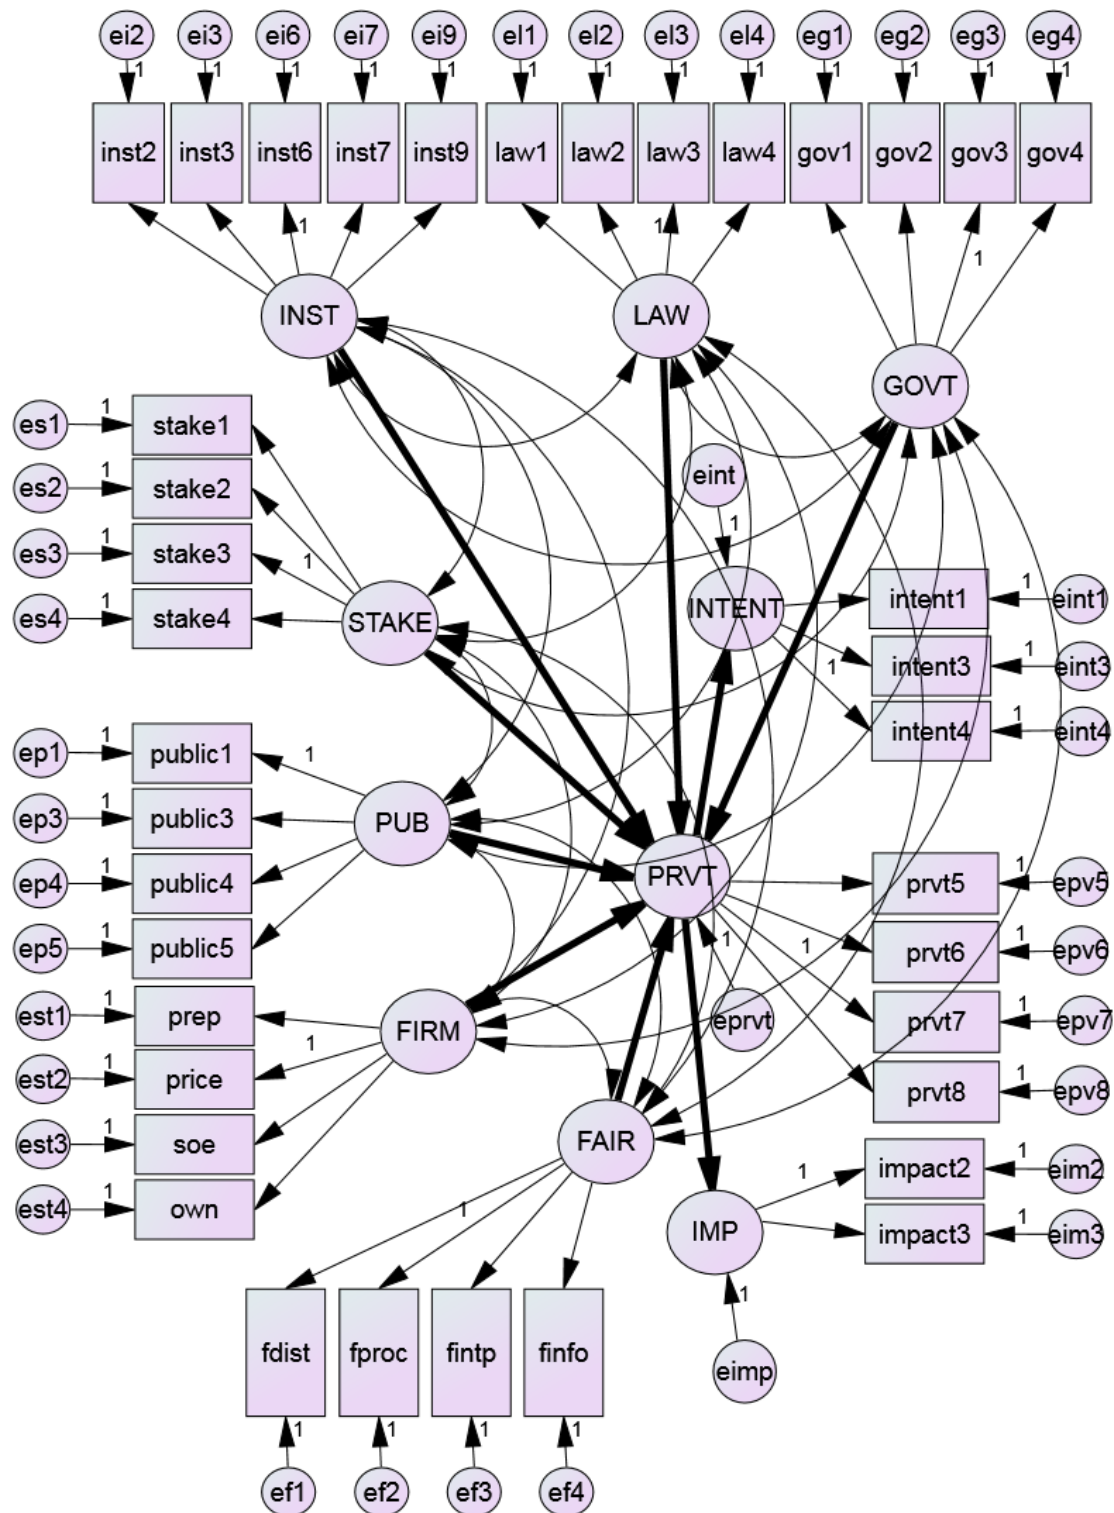 ei2 ei3 ei6 ei7 ei9 el1 el2 el3 el4 eg1 eg2 eg3 eg4
1 1 1 1 1 1 1 1 1 1 1 1 1
inst2 inst3 inst6 inst7 inst9 law1 law2 law3 law4 gov1 gov2 gov3 gov4
1 1 1
INST LAW
GOVT
es1 1 stake1
eint
es2 1 stake2
1
es3 1 stake3 1
INTENT intent1 1 eint1
es4 1 stake4 STAKE
1 intent3 1 eint3
intent4 1 eint4
ep1 1 public1 1
ep3 1 public3 PUB
ep4 1 public4 PRVT prvt5 1 epv5
ep5 1 public5 1 1 prvt6 1 epv6
est1 1 prep FIRM eprvt prvt7 1 epv7
est2 1 price 1 prvt8 1 epv8
est3 1 soe FAIR
1 impact2 1 eim2
est4 1 own 1 IMP impact3 1 eim3
1
fdist fproc fintp finfo eimp
1 1 1 1
ef1 ef2 ef3 ef4